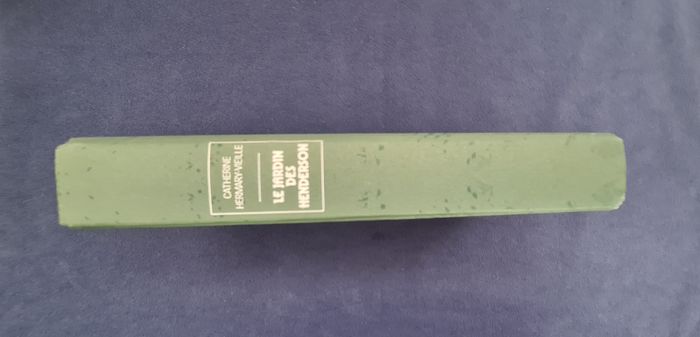 CATHERINE
HERMARY-VIEILLE
LE JARDIN
DES
HENDERSON